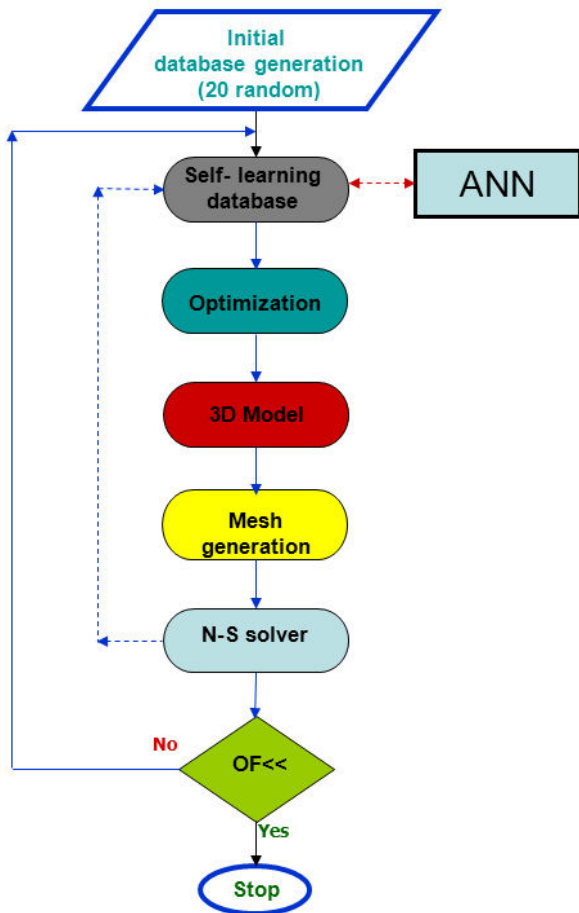 Initial
database generation
(20 random)
Self- learning
database
ANN
Optimization
3D Model
Mesh
generation
N-S solver
No
OF<<
Yes
Stop